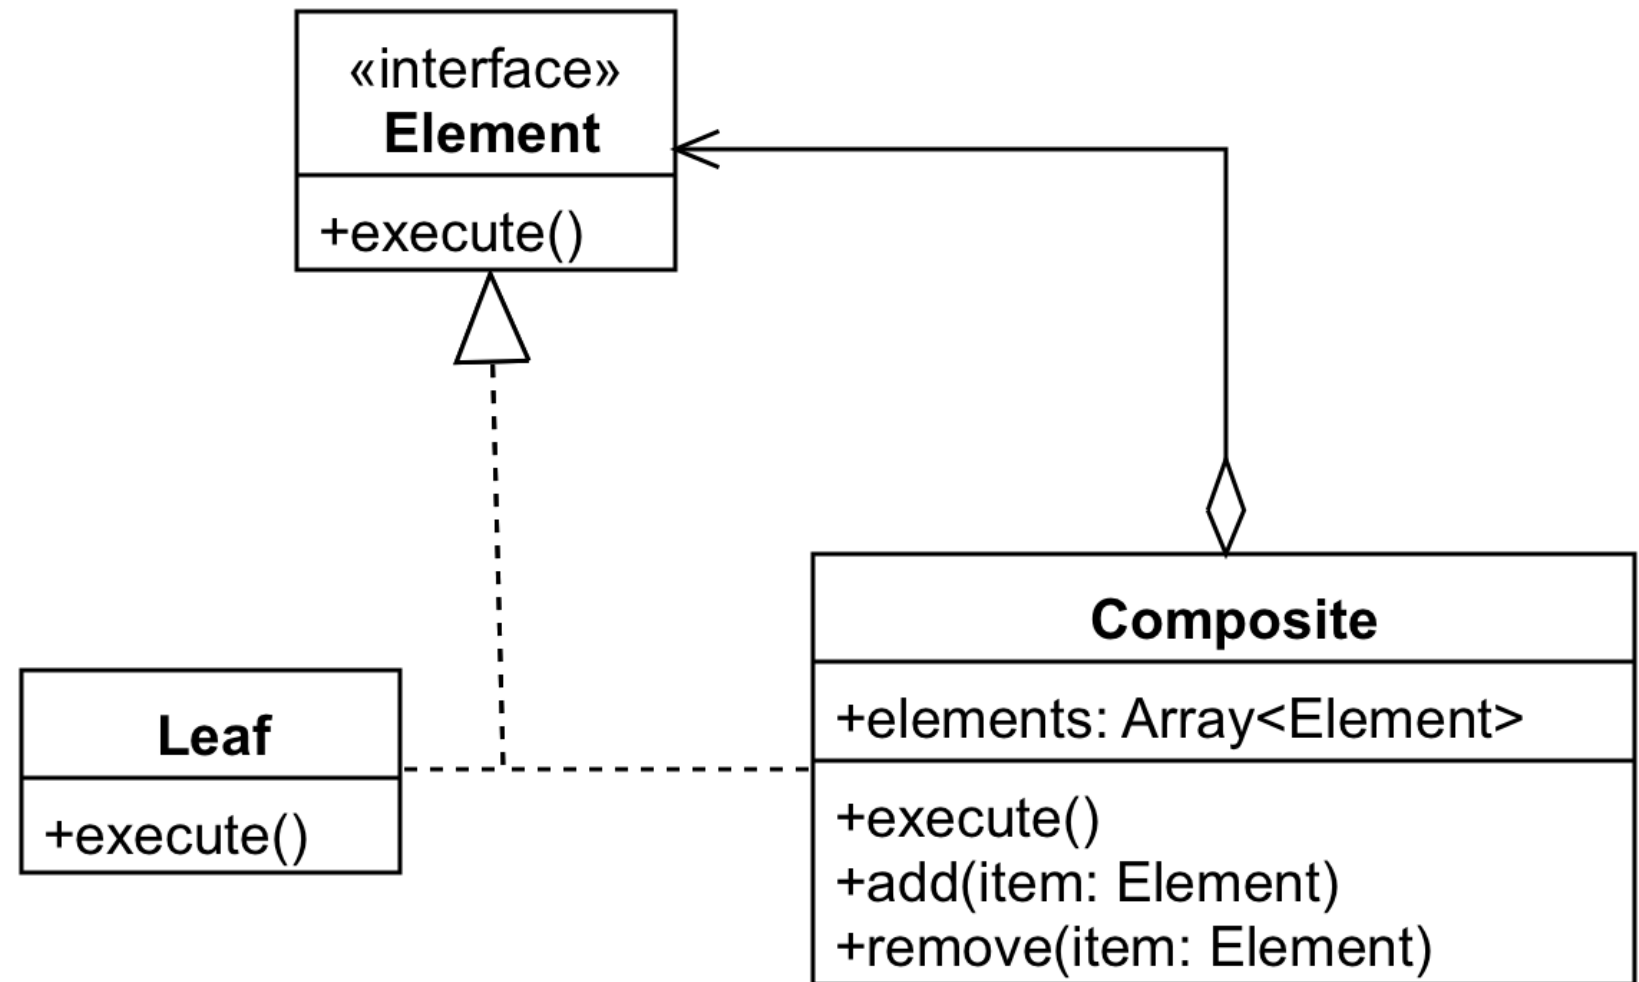 «interface»
Element
+execute()
Leaf
+execute()
Composite
+elements: Array<Element>
+execute()
+add(item: Element)
+remove(item: Element)